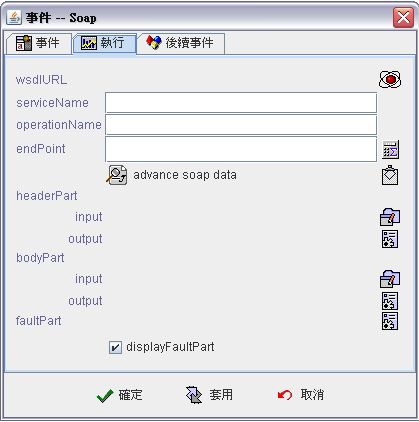 事件 -- Soap
事件 執行 後續事件
wsdlURL
serviceName
operationName
endPoint
advance soap data
headerPart
input
output
bodyPart
input
output
faultPart
displayFaultPart
確定 套用 取消